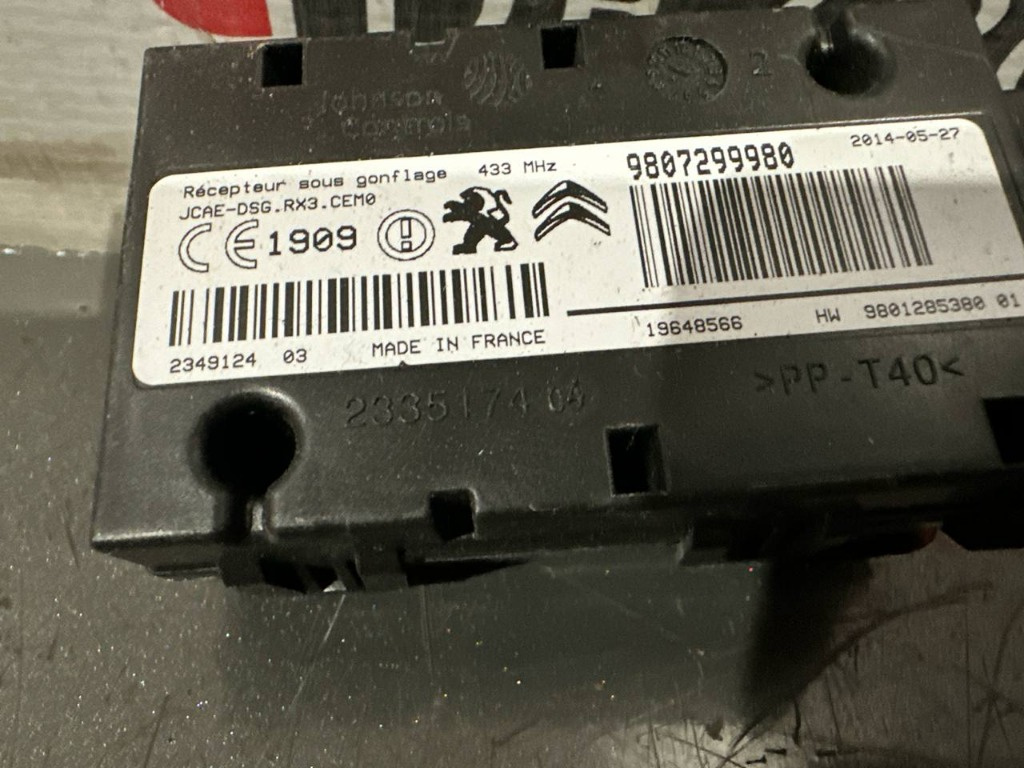 Johnson
Controls
2
Récepteur sous gonflage 433 MHz
JCAE-DSG.RX3.CEM0
CE 1909
9807299980
2014-05-27
2349124 03 MADE IN FRANCE
19648566 HW 9801285380 01
2335174 04
>PP-T40<